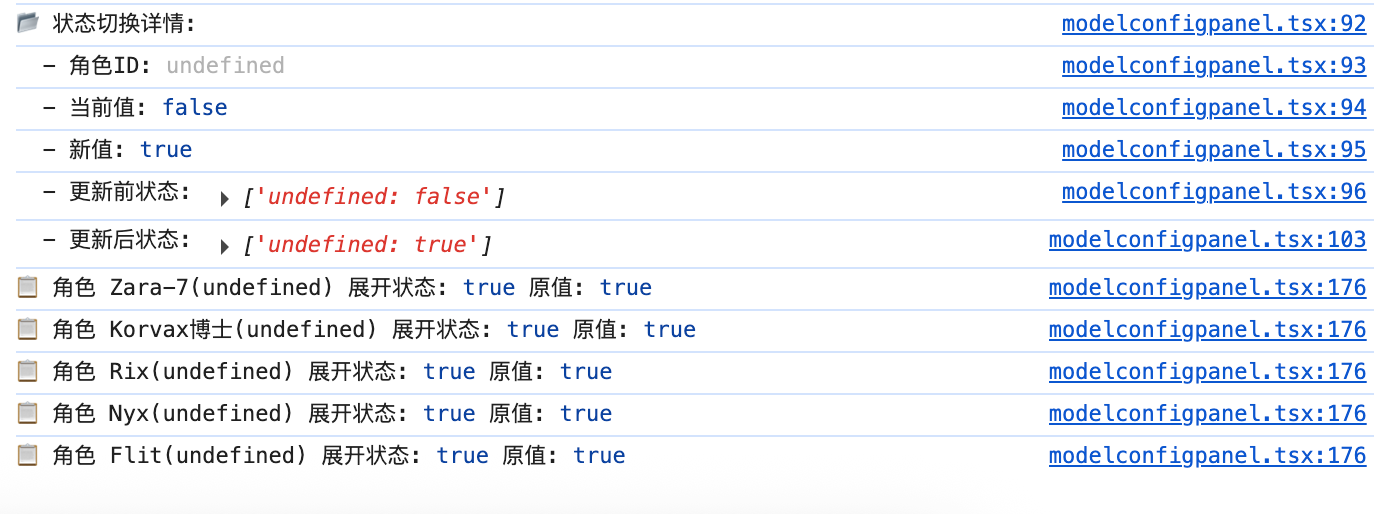 📂 状态切换详情: modelconfigpanel.tsx:92
- 角色ID: undefined modelconfigpanel.tsx:93
- 当前值: false modelconfigpanel.tsx:94
- 新值: true modelconfigpanel.tsx:95
- 更新前状态: ▶ ['undefined: false'] modelconfigpanel.tsx:96
- 更新后状态: ▶ ['undefined: true'] modelconfigpanel.tsx:103
📋 角色 Zara-7(undefined) 展开状态: true 原值: true modelconfigpanel.tsx:176
📋 角色 Korvax博士(undefined) 展开状态: true 原值: true modelconfigpanel.tsx:176
📋 角色 Rix(undefined) 展开状态: true 原值: true modelconfigpanel.tsx:176
📋 角色 Nyx(undefined) 展开状态: true 原值: true modelconfigpanel.tsx:176
📋 角色 Flit(undefined) 展开状态: true 原值: true modelconfigpanel.tsx:176